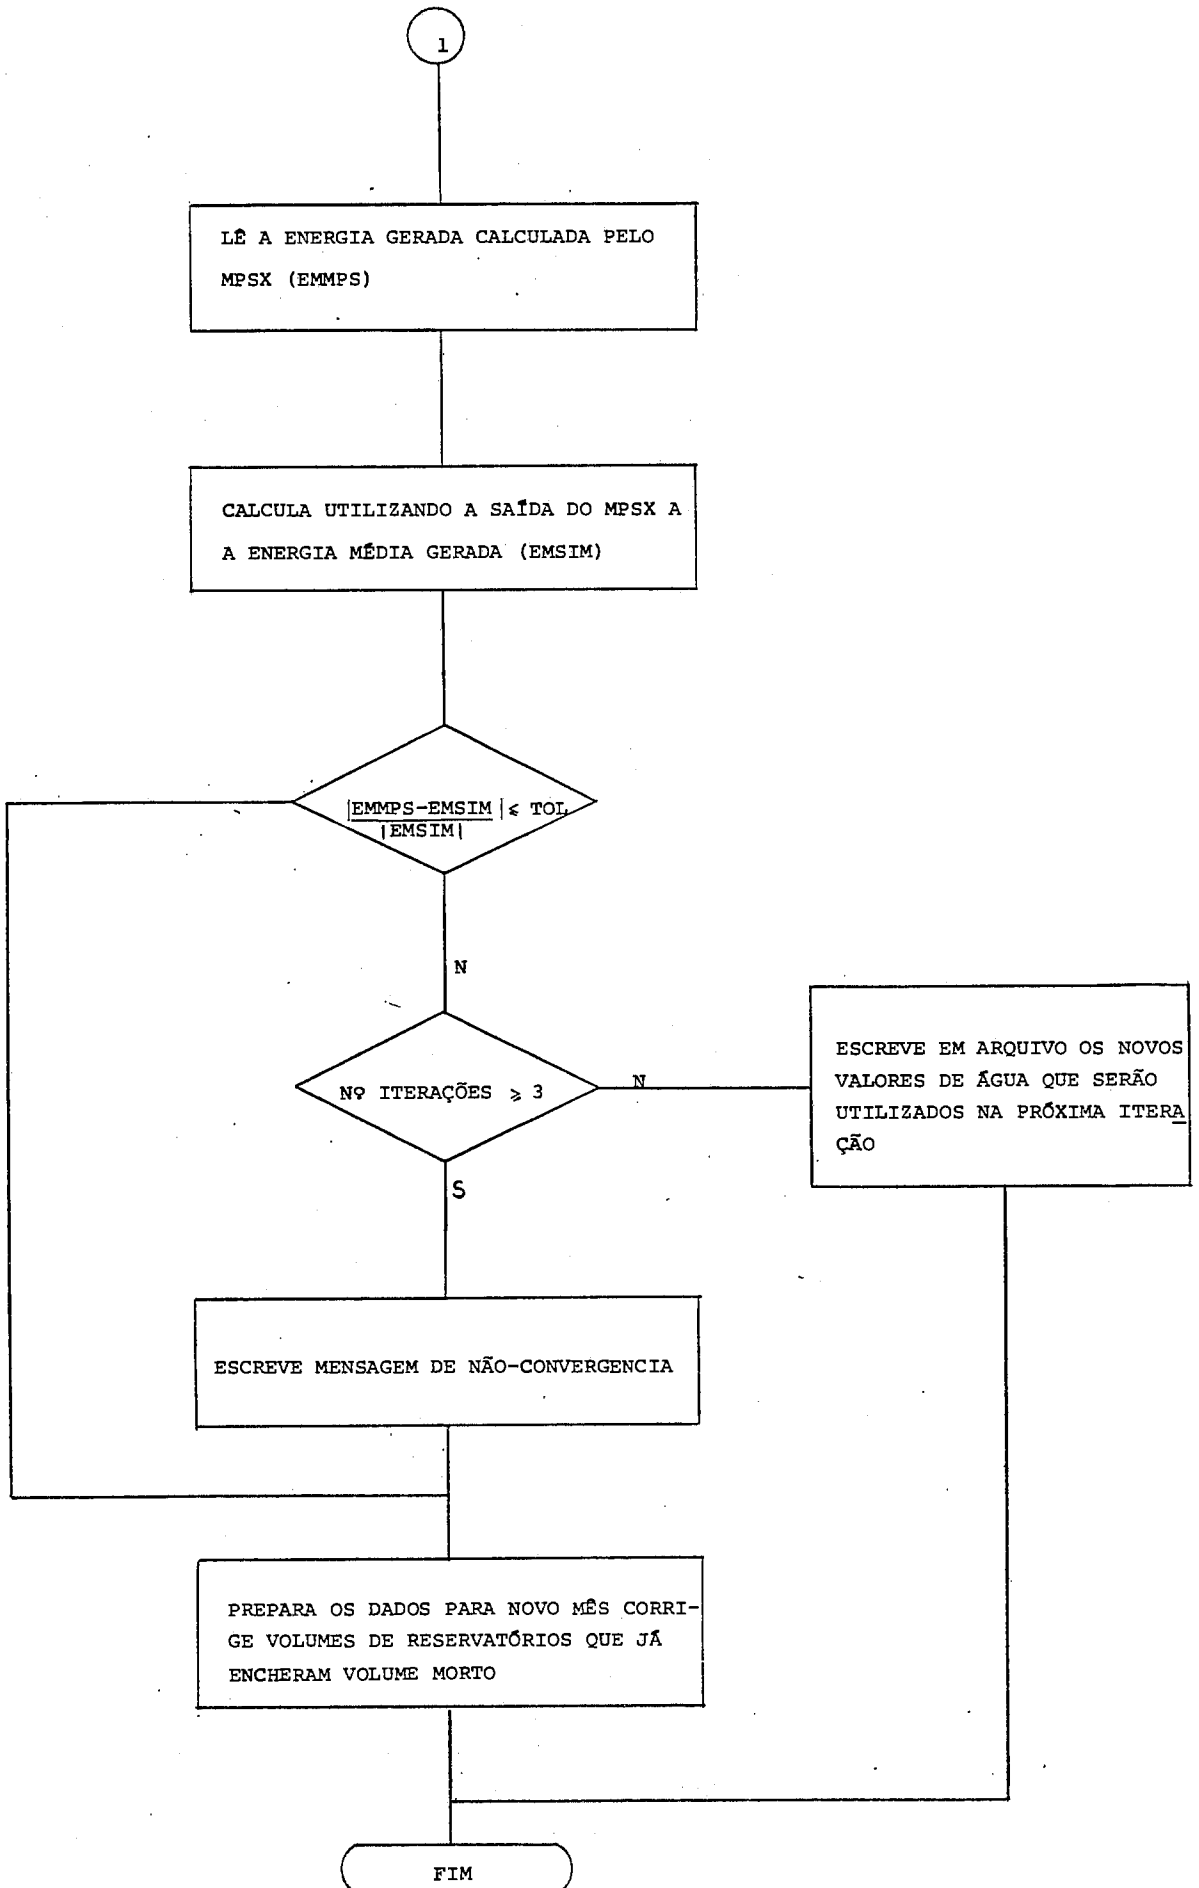 1
LÊ A ENERGIA GERADA CALCULADA PELO
MPSX (EMMPS)
CALCULA UTILIZANDO A SAÍDA DO MPSX A
A ENERGIA MÉDIA GERADA (EMSIM)
|EMMPS-EMSIM| ⩽ TOL
|EMSIM|
N
Nº ITERAÇÕES ⩾ 3
N
ESCREVE EM ARQUIVO OS NOVOS
VALORES DE ÁGUA QUE SERÃO
UTILIZADOS NA PRÓXIMA ITERA
ÇÃO
S
ESCREVE MENSAGEM DE NÃO-CONVERGENCIA
PREPARA OS DADOS PARA NOVO MÊS CORRI-
GE VOLUMES DE RESERVATÓRIOS QUE JÁ
ENCHERAM VOLUME MORTO
FIM